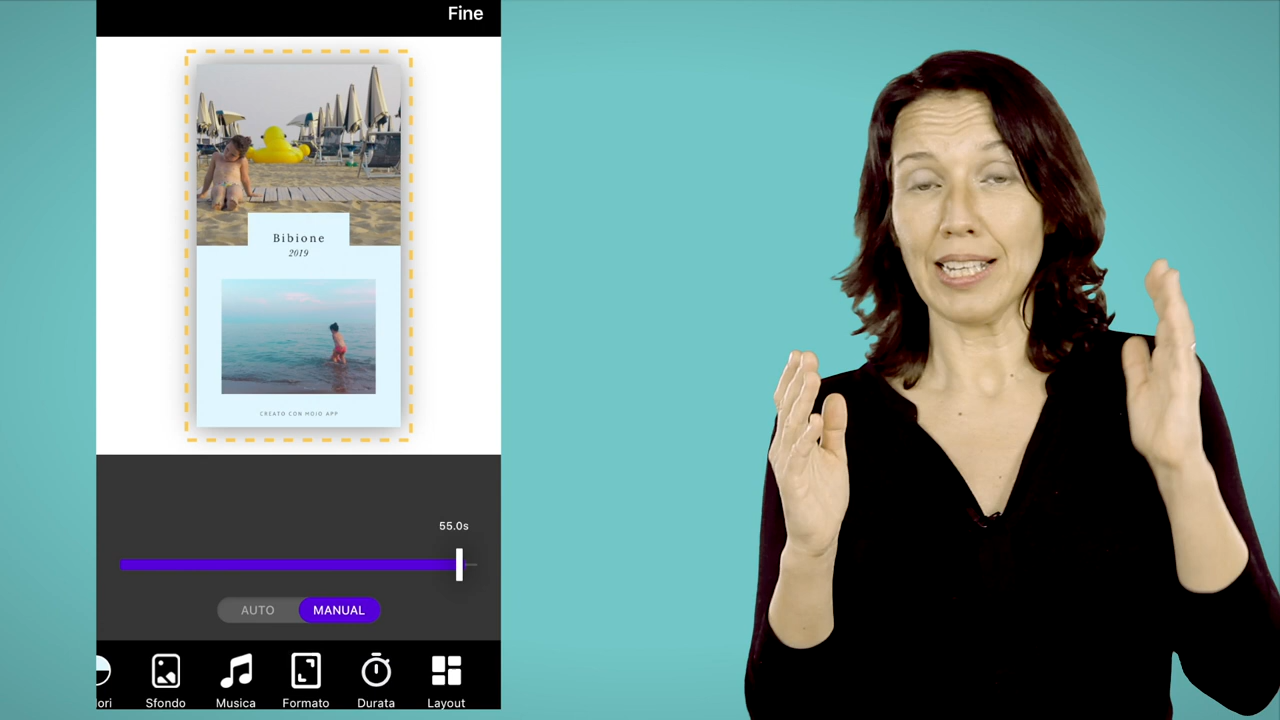 Fine
Bibione
2019
CREATO CON MOJO APP
55.0s
AUTO MANUAL
lori Sfondo Musica Formato Durata Layout